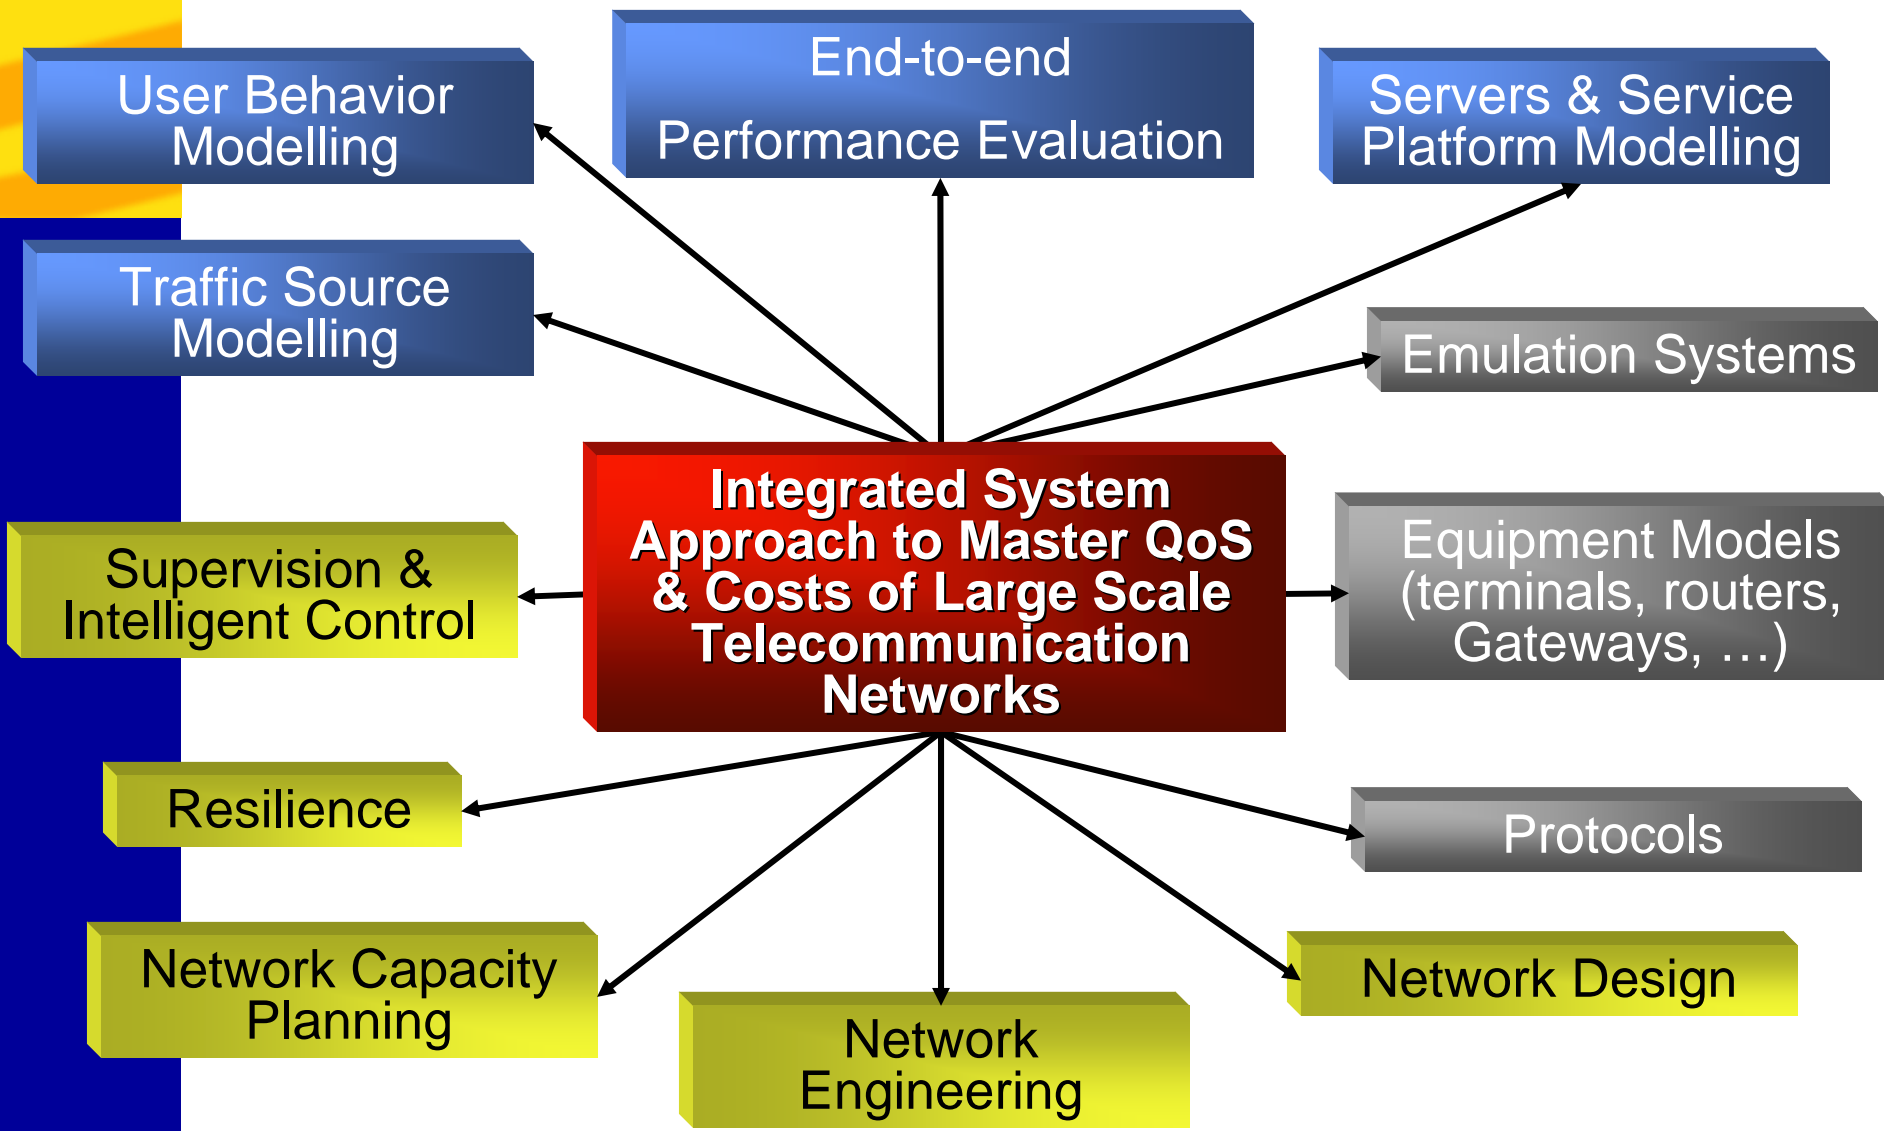 User Behavior
Modelling
End-to-end
Performance Evaluation
Servers & Service
Platform Modelling
Traffic Source
Modelling
Emulation Systems
Integrated System
Approach to Master QoS
& Costs of Large Scale
Telecommunication
Networks
Supervision &
Intelligent Control
Equipment Models
(terminals, routers,
Gateways, …)
Resilience
Protocols
Network Capacity
Planning
Network
Engineering
Network Design